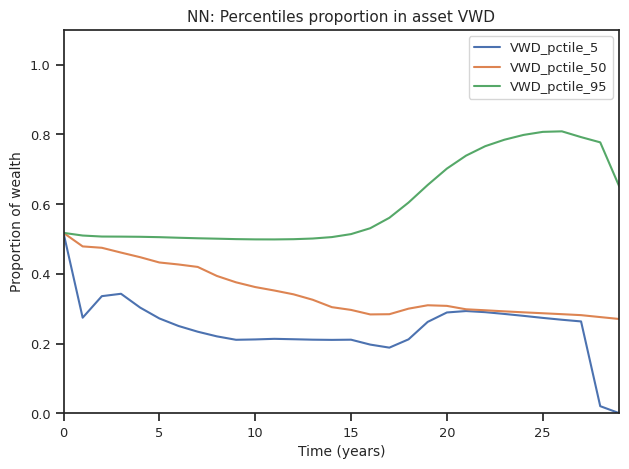 NN: Percentiles proportion in asset VWD
VWD_pctile_5
VWD_pctile_50
VWD_pctile_95
Proportion of wealth
1.0
0.8
0.6
0.4
0.2
0.0
0 5 10 15 20 25
Time (years)